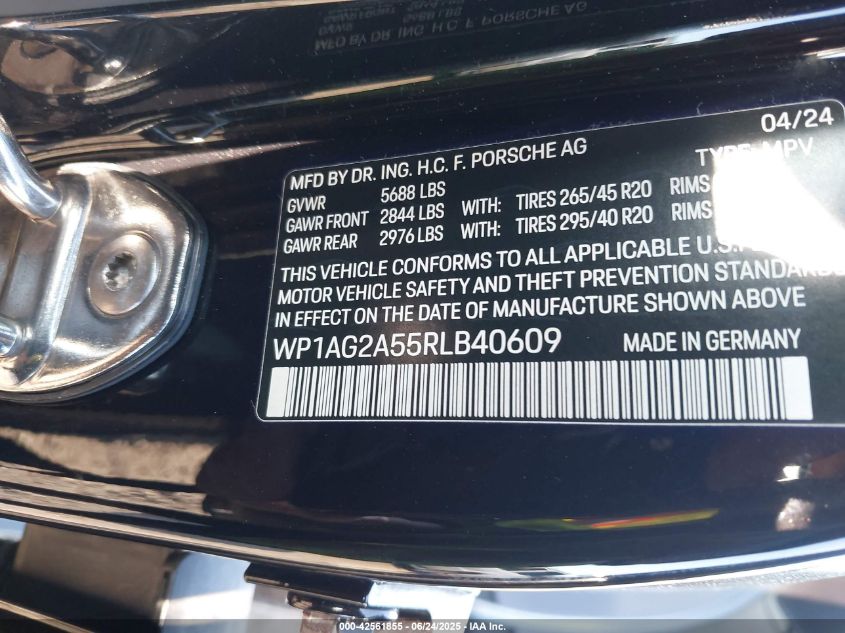 04/24
MFD BY DR. ING. H.C. F. PORSCHE AG TYPE: MPV
GVWR 5688 LBS
GAWR FRONT 2844 LBS WITH: TIRES 265/45 R20 RIMS
GAWR REAR 2976 LBS WITH: TIRES 295/40 R20 RIMS
THIS VEHICLE CONFORMS TO ALL APPLICABLE U.S.
MOTOR VEHICLE SAFETY AND THEFT PREVENTION STANDARDS
IN EFFECT ON THE DATE OF MANUFACTURE SHOWN ABOVE
WP1AG2A55RLB40609 MADE IN GERMANY
000-42561855 - 06/24/2025 - IAA Inc.